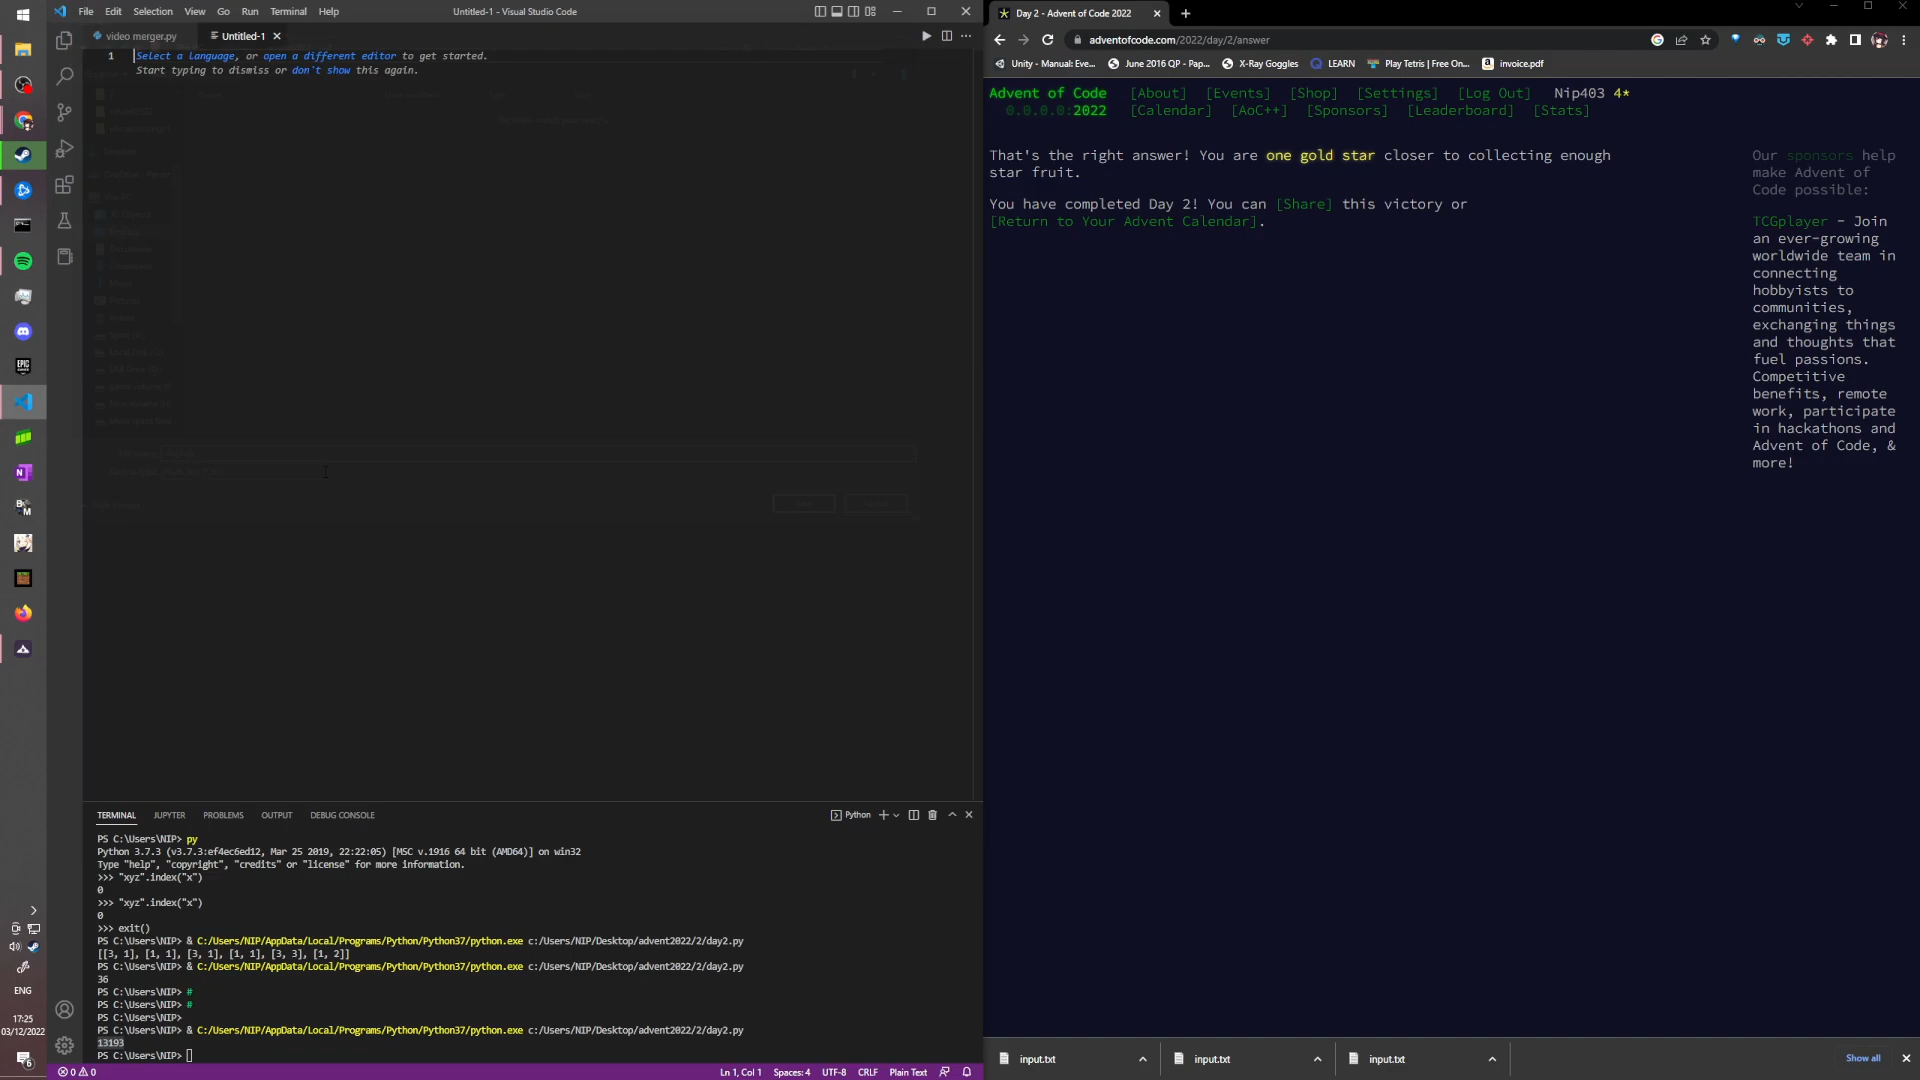 File Edit Selection View Go Run Terminal Help
Untitled-1 - Visual Studio Code
video merger.py
Untitled-1
1
Select a language, or open a different editor to get started.
Start typing to dismiss or don't show this again.
TERMINAL JUPYTER PROBLEMS OUTPUT DEBUG CONSOLE
Python
PS C:\Users\NIP> py
Python 3.7.3 (v3.7.3:ef4ec6ed12, Mar 25 2019, 22:22:05) [MSC v.1916 64 bit (AMD64)] on win32
Type "help", "copyright", "credits" or "license" for more information.
>>> "xyz".index("x")
0
>>> "xyz".index("x")
0
>>> exit()
PS C:\Users\NIP> & C:/Users/NIP/AppData/Local/Programs/Python/Python37/python.exe c:/Users/NIP/Desktop/advent2022/2/day2.py
[[3, 1], [1, 1], [3, 1], [1, 1], [3, 3], [1, 2]]
PS C:\Users\NIP> & C:/Users/NIP/AppData/Local/Programs/Python/Python37/python.exe c:/Users/NIP/Desktop/advent2022/2/day2.py
36
PS C:\Users\NIP> #
PS C:\Users\NIP> #
PS C:\Users\NIP>
PS C:\Users\NIP> & C:/Users/NIP/AppData/Local/Programs/Python/Python37/python.exe c:/Users/NIP/Desktop/advent2022/2/day2.py
13193
PS C:\Users\NIP>
0 0
Ln 1, Col 1 Spaces: 4 UTF-8 CRLF Plain Text
EPIC
ENG
17:25
03/12/2022
6
Day 2 - Advent of Code 2022
adventofcode.com/2022/day/2/answer
Unity - Manual: Eve... June 2016 QP - Pap... X-Ray Goggles LEARN Play Tetris | Free On... invoice.pdf
Advent of Code [About] [Events] [Shop] [Settings] [Log Out] Nip403 4*
0.0.0.0:2022 [Calendar] [AoC++] [Sponsors] [Leaderboard] [Stats]
That's the right answer! You are one gold star closer to collecting enough
star fruit.
You have completed Day 2! You can [Share] this victory or
[Return to Your Advent Calendar].
Our sponsors help
make Advent of
Code possible:
TCGplayer - Join
an ever-growing
worldwide team in
connecting
hobbyists to
communities,
exchanging things
and thoughts that
fuel passions.
Competitive
benefits, remote
work, participate
in hackathons and
Advent of Code, &
more!
input.txt
input.txt
input.txt
Show all